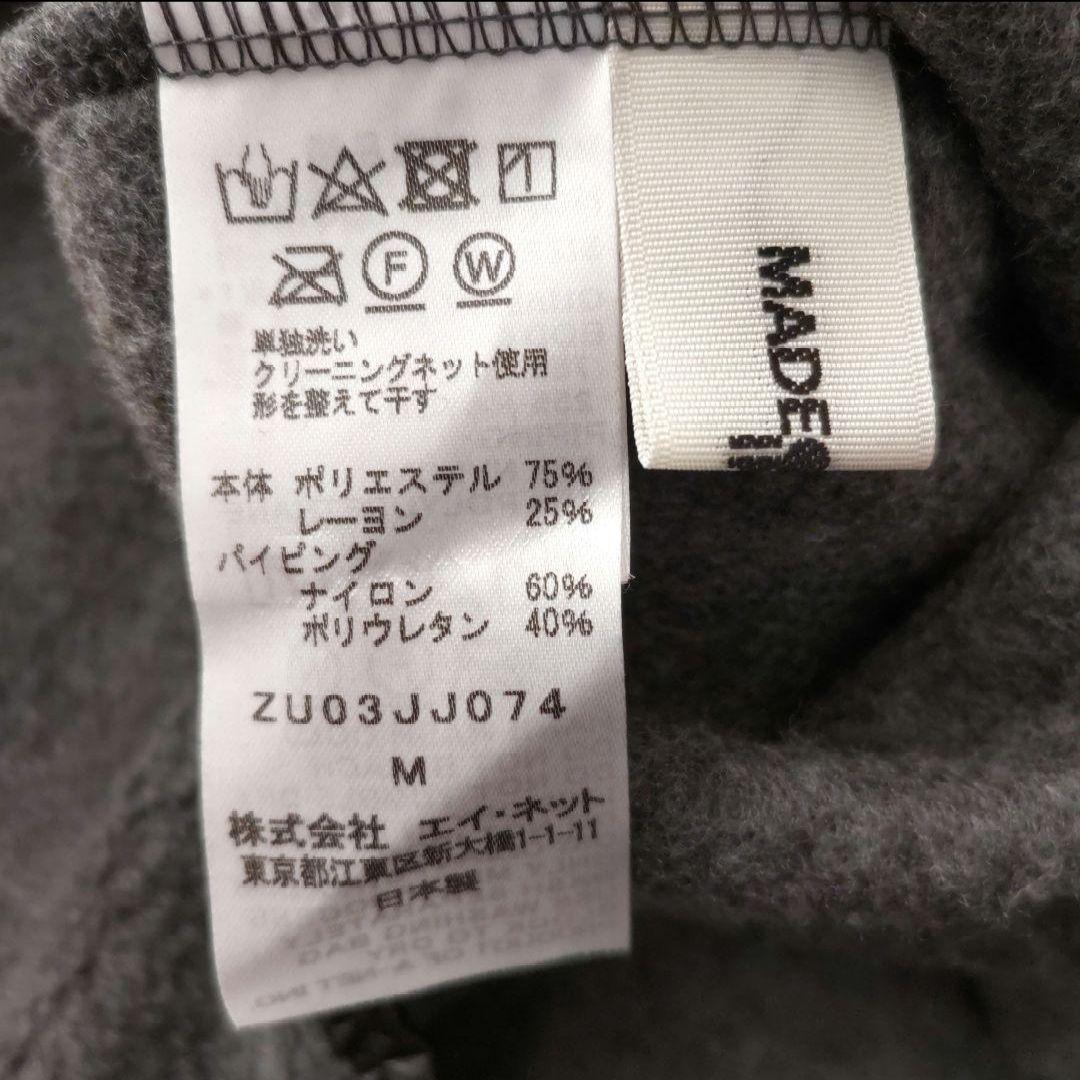 F W
単独洗い
クリーニングネット使用
形を整えて干す
本体 ポリエステル 75%
レーヨン 25%
パイピング
ナイロン 60%
ポリウレタン 40%
ZU03JJ074
M
株式会社 エイ・ネット
東京都江東区新大橋1-1-11
日本製
MADE